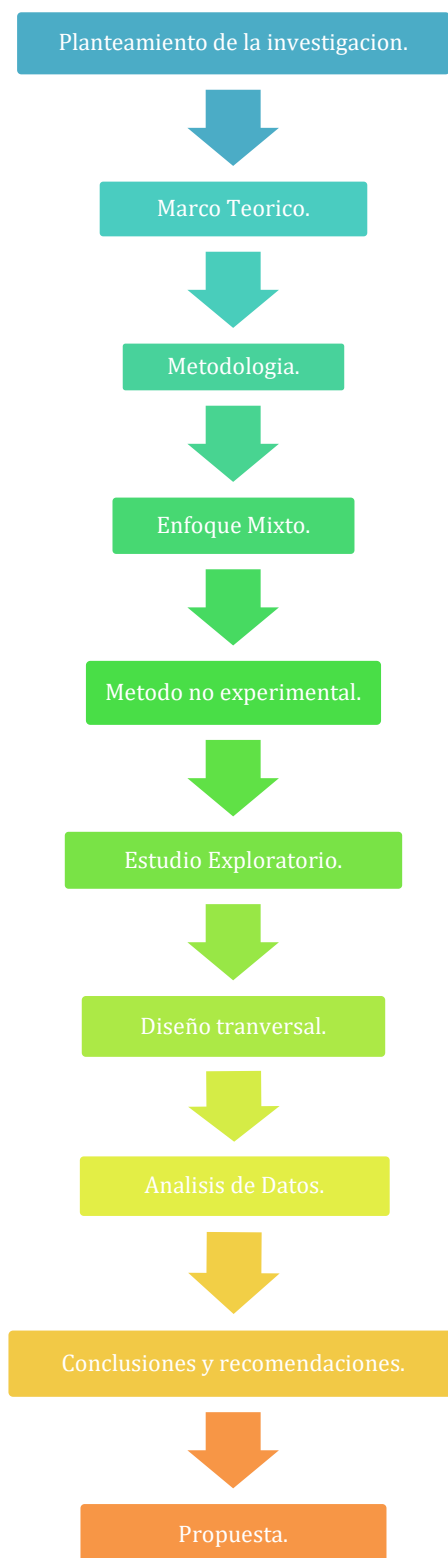 Planteamiento de la investigacion.
Marco Teorico.
Metodologia.
Enfoque Mixto.
Metodo no experimental.
Estudio Exploratorio.
Diseño tranversal.
Analisis de Datos.
Conclusiones y recomendaciones.
Propuesta.